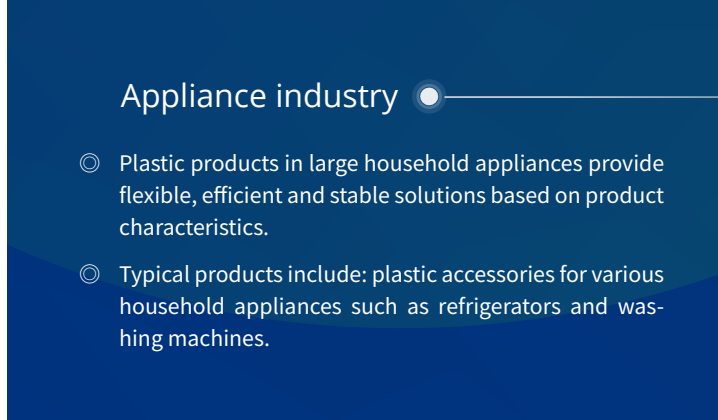 Appliance industry
◎ Plastic products in large household appliances provide
flexible, efficient and stable solutions based on product
characteristics.
◎ Typical products include: plastic accessories for various
household appliances such as refrigerators and was-
hing machines.